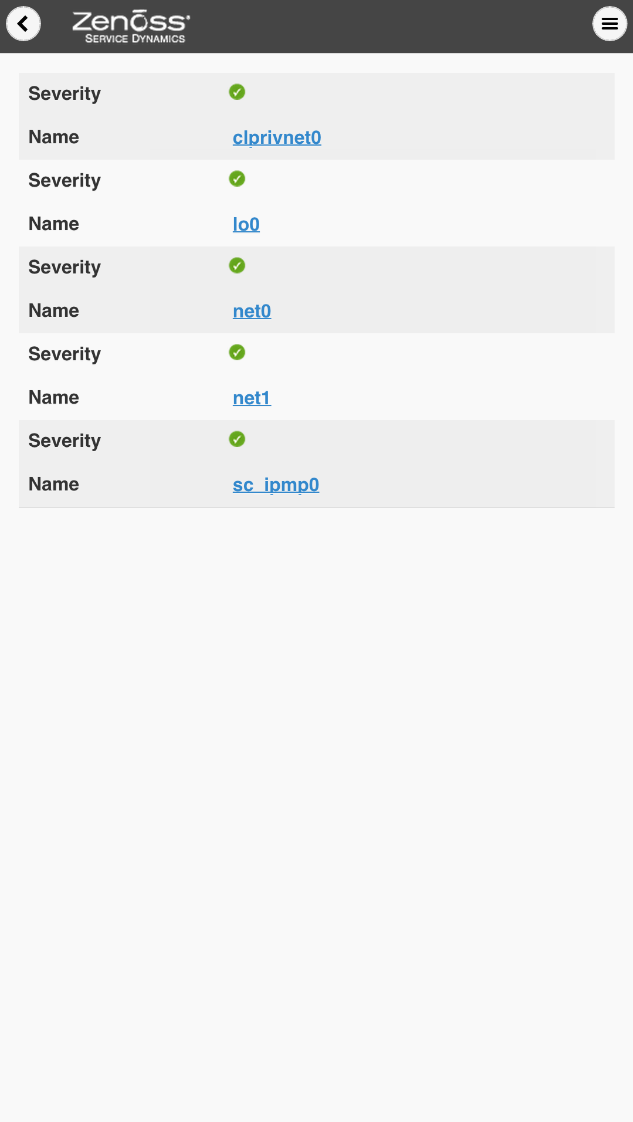 Zenoss
SERVICE DYNAMICS
Severity
Name clprivnet0
Severity
Name lo0
Severity
Name net0
Severity
Name net1
Severity
Name sc_ipmp0